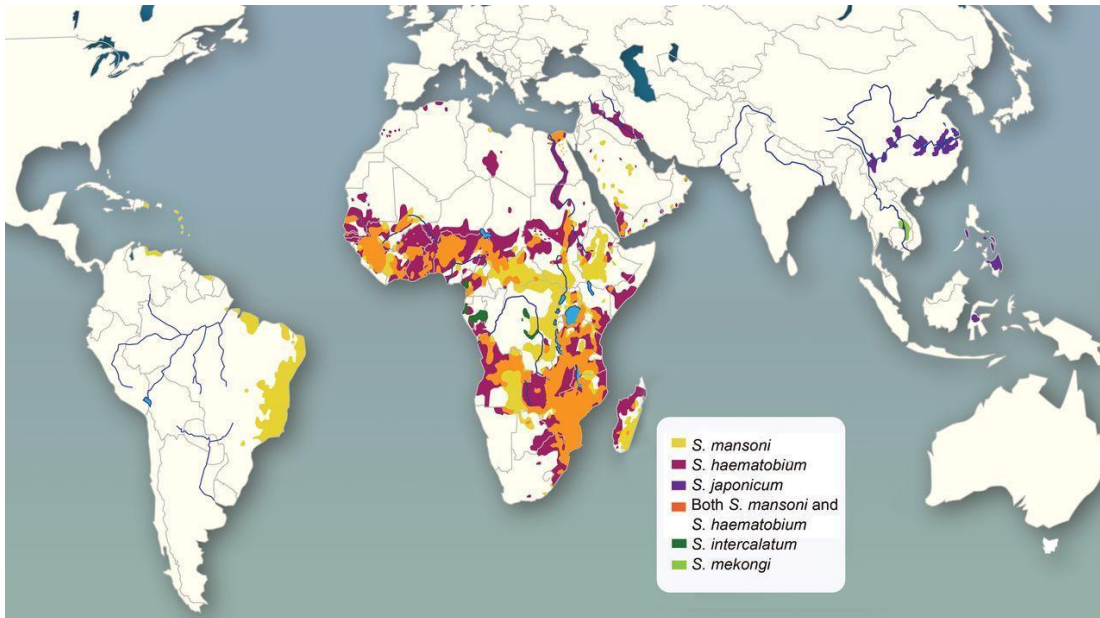 S. mansoni
S. haematobium
S. japonicum
Both S. mansoni and
S. haematobium
S. intercalatum
S. mekongi